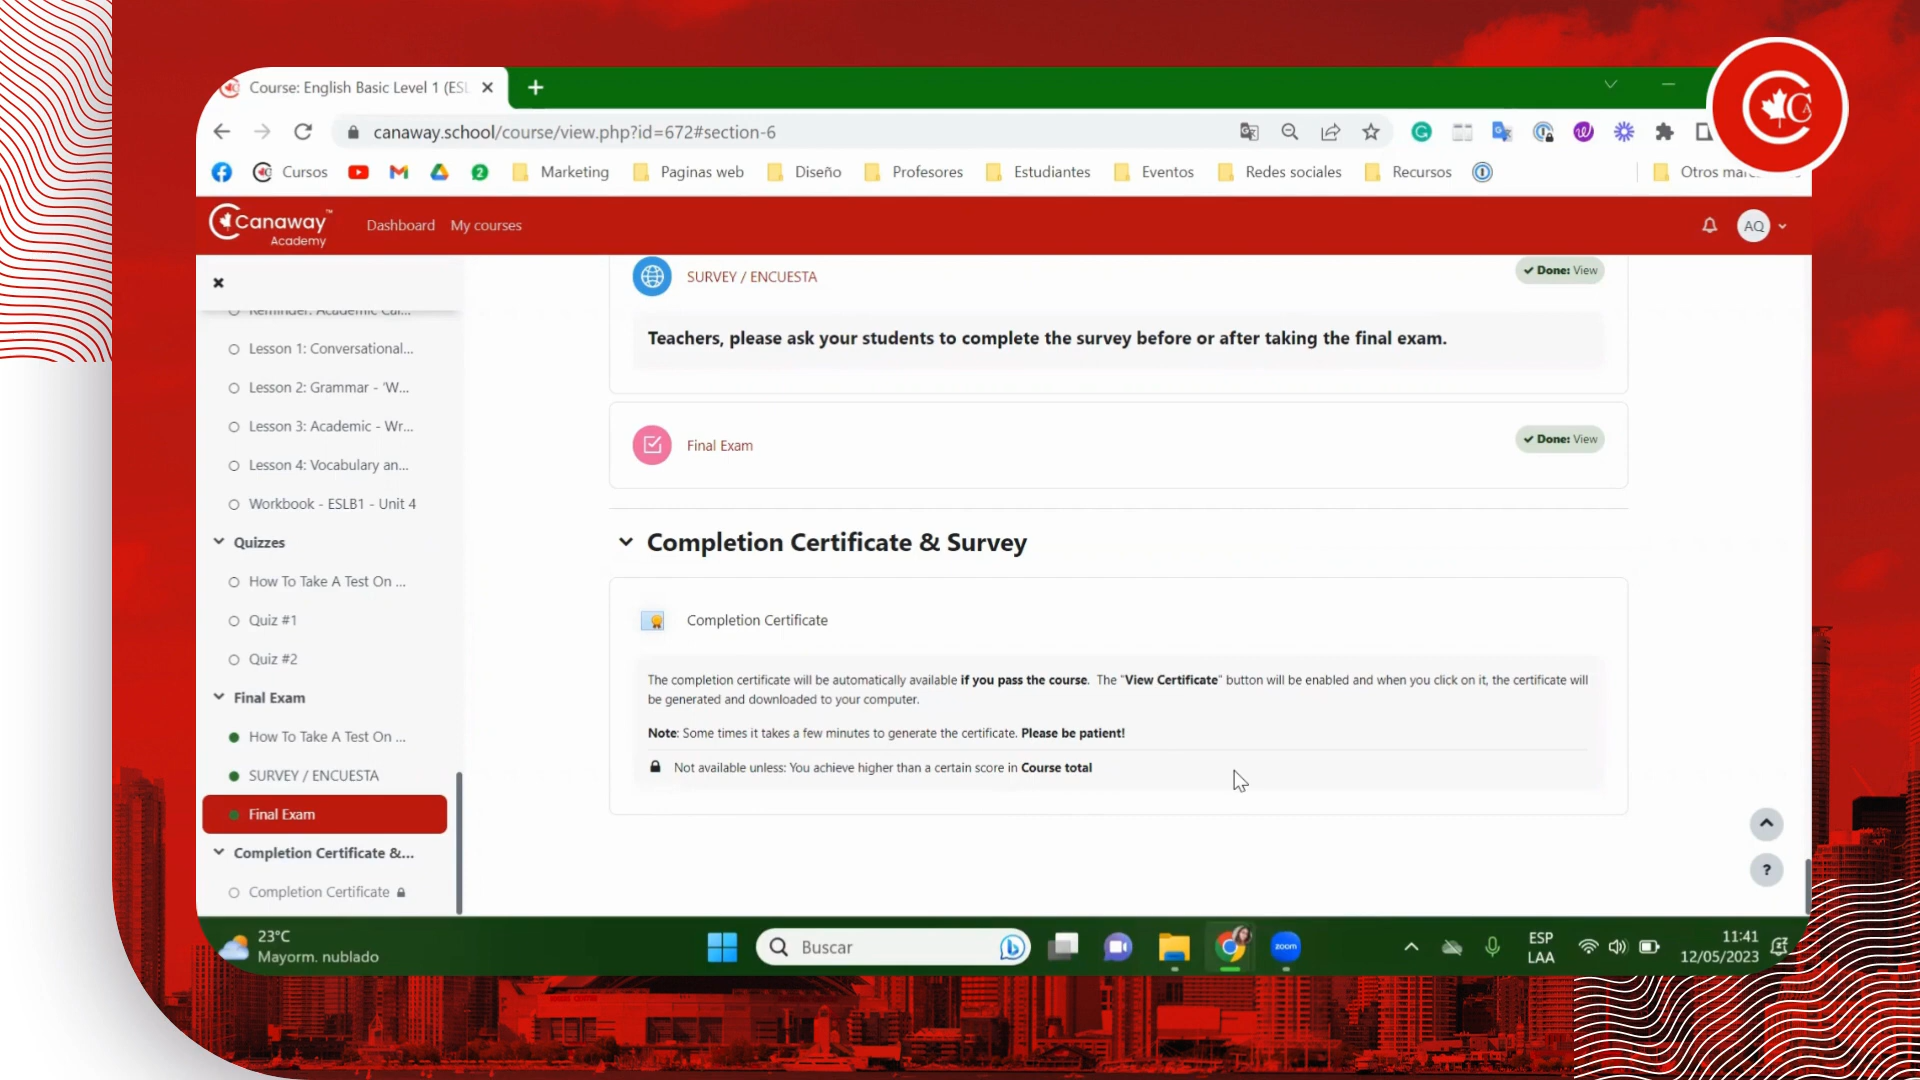 Course: English Basic Level 1 (ESL
canaway.school/course/view.php?id=672#section-6
Cursos
2
Marketing
Paginas web
Diseño
Profesores
Estudiantes
Eventos
Redes sociales
Recursos
Otros mar
Canaway™
Academy
Dashboard
My courses
AQ
CA
Reminder: Academic Cal...
Lesson 1: Conversational...
Lesson 2: Grammar - 'W...
Lesson 3: Academic - Wr...
Lesson 4: Vocabulary an...
Workbook - ESLB1 - Unit 4
Quizzes
How To Take A Test On ...
Quiz #1
Quiz #2
Final Exam
How To Take A Test On ...
SURVEY / ENCUESTA
Final Exam
Completion Certificate &...
Completion Certificate
SURVEY / ENCUESTA
Done: View
Teachers, please ask your students to complete the survey before or after taking the final exam.
Final Exam
Done: View
Completion Certificate & Survey
Completion Certificate
The completion certificate will be automatically available if you pass the course. The "View Certificate" button will be enabled and when you click on it, the certificate will
be generated and downloaded to your computer.
Note: Some times it takes a few minutes to generate the certificate. Please be patient!
Not available unless: You achieve higher than a certain score in Course total
?
23°C
Mayorm. nublado
Buscar
zoom
ESP
LAA
11:41
12/05/2023